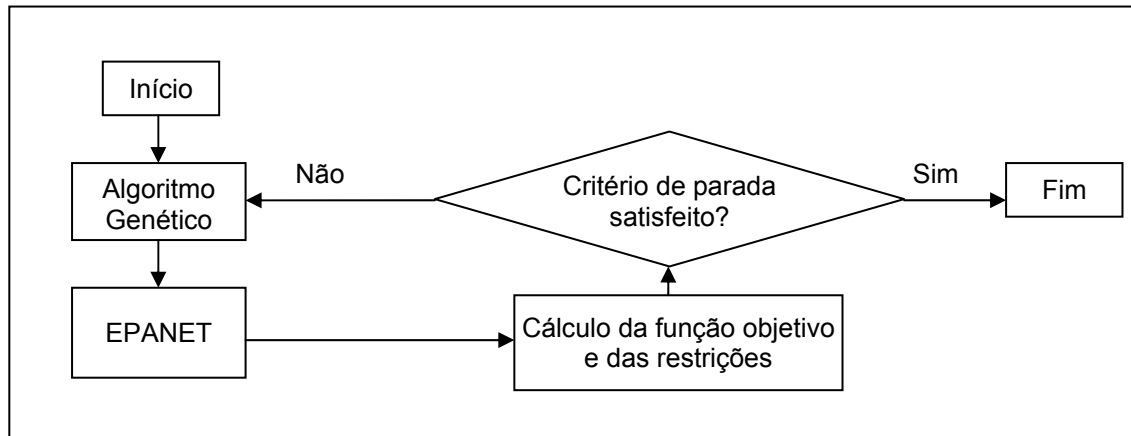 Início
Algoritmo
Genético
EPANET
Cálculo da função objetivo
e das restrições
Critério de parada
satisfeito?
Não
Sim
Fim